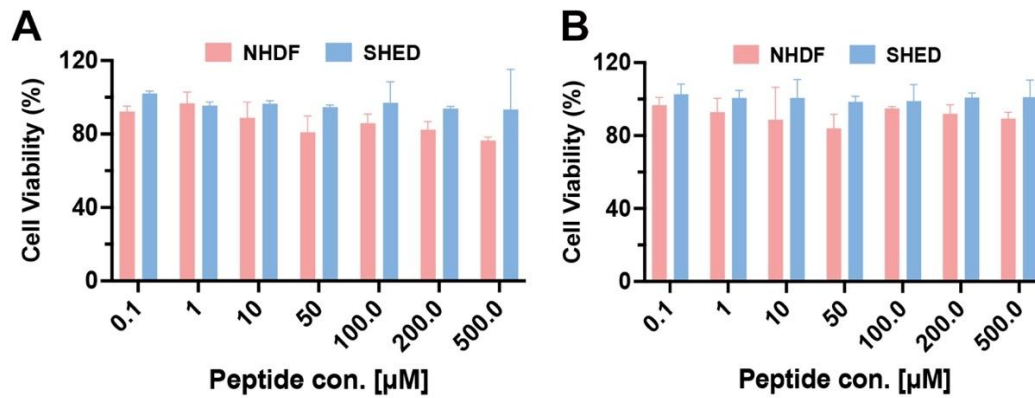 A
NHDF SHED
120
80
40
0
Cell Viability (%)
0.1 1 10 50 100.0 200.0 500.0
Peptide con. [µM]
B
NHDF SHED
120
80
40
0
Cell Viability (%)
0.1 1 10 50 100.0 200.0 500.0
Peptide con. [µM]